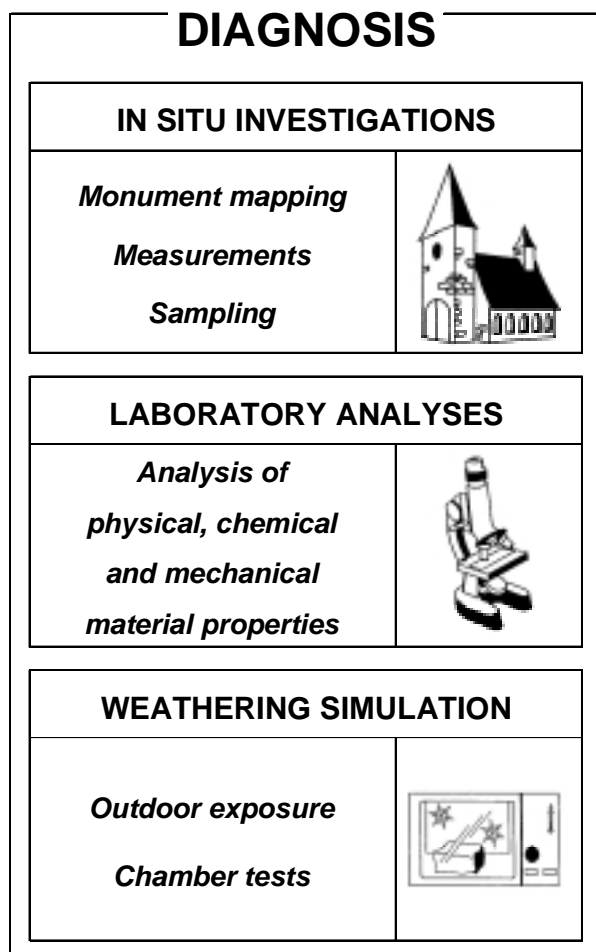 DIAGNOSIS
IN SITU INVESTIGATIONS
Monument mapping
Measurements
Sampling
LABORATORY ANALYSES
Analysis of
physical, chemical
and mechanical
material properties
WEATHERING SIMULATION
Outdoor exposure
Chamber tests